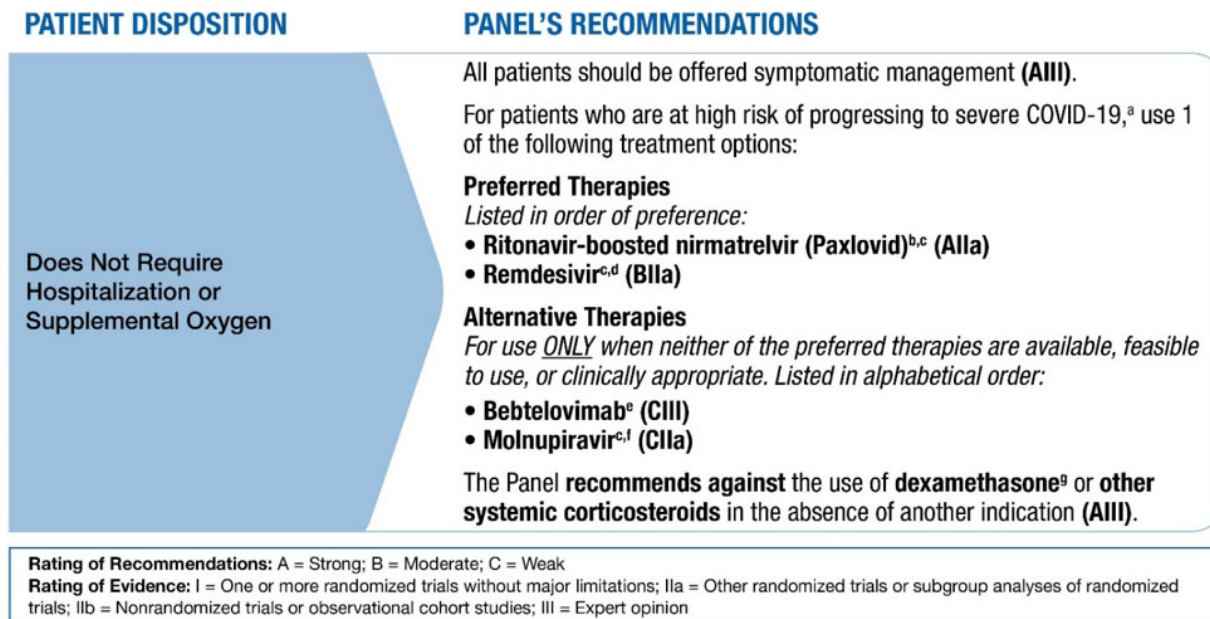 PATIENT DISPOSITION
PANEL'S RECOMMENDATIONS
Does Not Require
Hospitalization or
Supplemental Oxygen
All patients should be offered symptomatic management (AIII).
For patients who are at high risk of progressing to severe COVID-19,ᵃ use 1
of the following treatment options:
Preferred Therapies
Listed in order of preference:
• Ritonavir-boosted nirmatrelvir (Paxlovid)ᵇ,ᶜ (AIIa)
• Remdesivirᶜ,ᵈ (BIIa)
Alternative Therapies
For use ONLY when neither of the preferred therapies are available, feasible
to use, or clinically appropriate. Listed in alphabetical order:
• Bebtelovimabᵉ (CIII)
• Molnupiravirᶜ,ᶠ (CIIa)
The Panel recommends against the use of dexamethasoneᵍ or other
systemic corticosteroids in the absence of another indication (AIII).
Rating of Recommendations: A = Strong; B = Moderate; C = Weak
Rating of Evidence: I = One or more randomized trials without major limitations; IIa = Other randomized trials or subgroup analyses of randomized
trials; IIb = Nonrandomized trials or observational cohort studies; III = Expert opinion